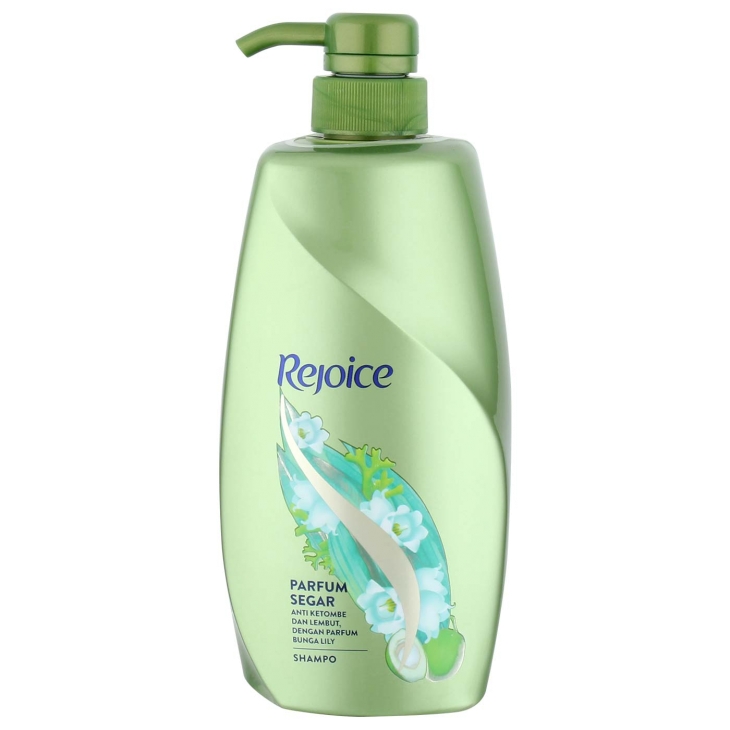 Rejoice
PARFUM
SEGAR
ANTI KETOMBE
DAN LEMBUT,
DENGAN PARFUM
BUNGA LILY
SHAMPO